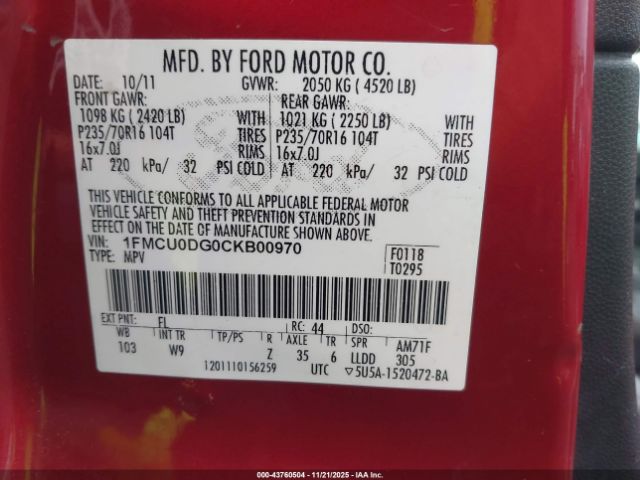 MFD. BY FORD MOTOR CO.
DATE: 10/11 GVWR: 2050 KG ( 4520 LB)
FRONT GAWR: REAR GAWR:
1098 KG ( 2420 LB) WITH 1021 KG ( 2250 LB) WITH
P235/70R16 104T TIRES P235/70R16 104T TIRES
16x7.0J RIMS 16x7.0J RIMS
AT 220 kPa/ 32 PSI COLD AT 220 kPa/ 32 PSI COLD
THIS VEHICLE CONFORMS TO ALL APPLICABLE FEDERAL MOTOR
VEHICLE SAFETY AND THEFT PREVENTION STANDARDS IN
EFFECT ON THE DATE OF MANUFACTURE SHOWN ABOVE.
VIN: 1FMCU0DG0CKB00970 F0118
TYPE: MPV T0295
EXT PNT: FL RC: 44 DSO:
WB INT TR TP/PS R AXLE TR SPR AM71F
103 W9 Z 35 6 LLDD 305
1201110156259 UTC ▽5U5A-1520472-BA
000-43760504 - 11/21/2025 - IAA Inc.